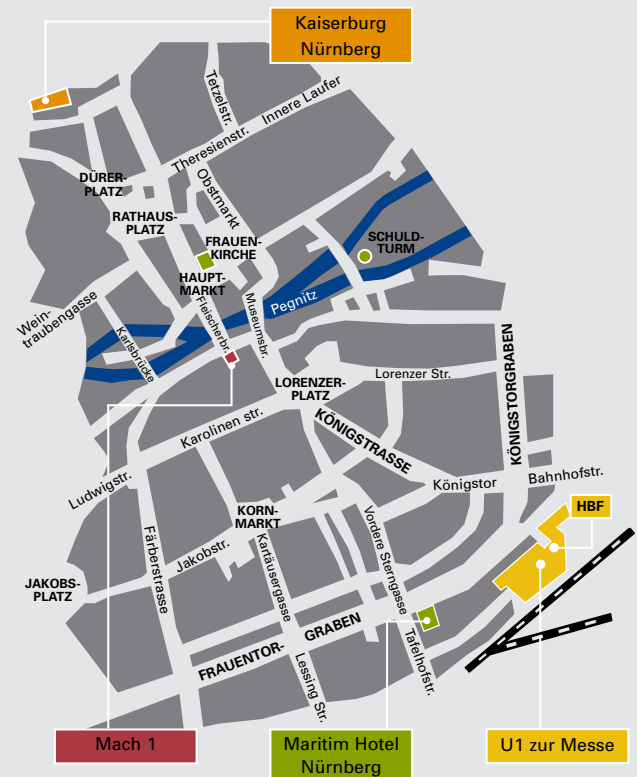 Kaiserburg
Nürnberg
Tetzelstr.
Innere Laufer
Theresienstr.
DÜRER-
PLATZ
Obstmarkt
RATHAUS-
PLATZ
FRAUEN-
KIRCHE
SCHULD-
TURM
HAUPT-
MARKT
Wein-
traubengasse
Fleischerbr.
Museumsbr.
Pegnitz
Karlsbrücke
KÖNIGSTORGRABEN
LORENZER-
PLATZ
Lorenzer Str.
Karolinen str.
KÖNIGSTRASSE
Ludwigstr.
Königstor
Bahnhofstr.
HBF
KORN-
MARKT
Färberstrasse
Jakobstr.
Kartäusergasse
Vordere Sterngasse
JAKOBS-
PLATZ
FRAUENTOR-
GRABEN
Lessing Str.
Tafelhofstr.
Mach 1
Maritim Hotel
Nürnberg
U1 zur Messe